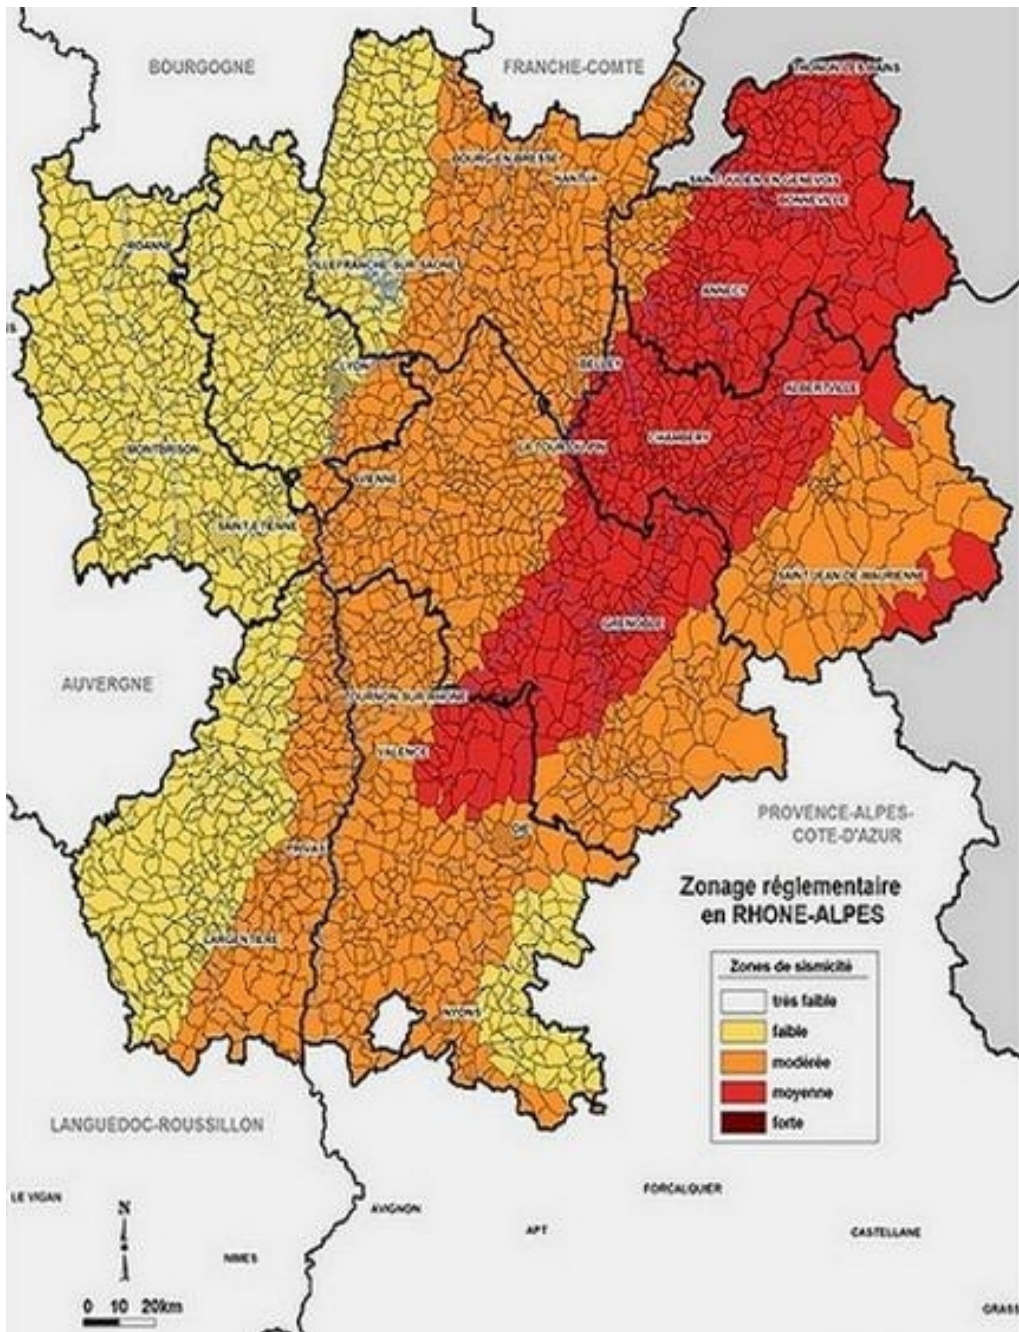 BOURGOGNE
FRANCHE-COMTE
THONON-LES-BAINS
GEX
BOURG-EN-BRESSE
NANTUA
SAINT-JULIEN-EN-GENEVOIS
BONNEVILLE
ROANNE
VILLEFRANCHE-SUR-SAONE
ANNECY
LYON
BELLEY
ALBERTVILLE
MONTBRISON
LA TOUR-DU-PIN
CHAMBERY
VIENNE
SAINT-ETIENNE
SAINT-JEAN-DE-MAURIENNE
GRENOBLE
AUVERGNE
TOURNON-SUR-RHONE
VALENCE
PROVENCE-ALPES-
COTE-D'AZUR
DIE
PRIVAS
Zonage réglementaire
en RHONE-ALPES
LARGENTIERE
Zones de sismicité
très faible
faible
NYONS
modérée
moyenne
forte
LANGUEDOC-ROUSSILLON
LE VIGAN
FORCALQUIER
N
AVIGNON
APT
CASTELLANE
NIMES
0 10 20km
GRASS